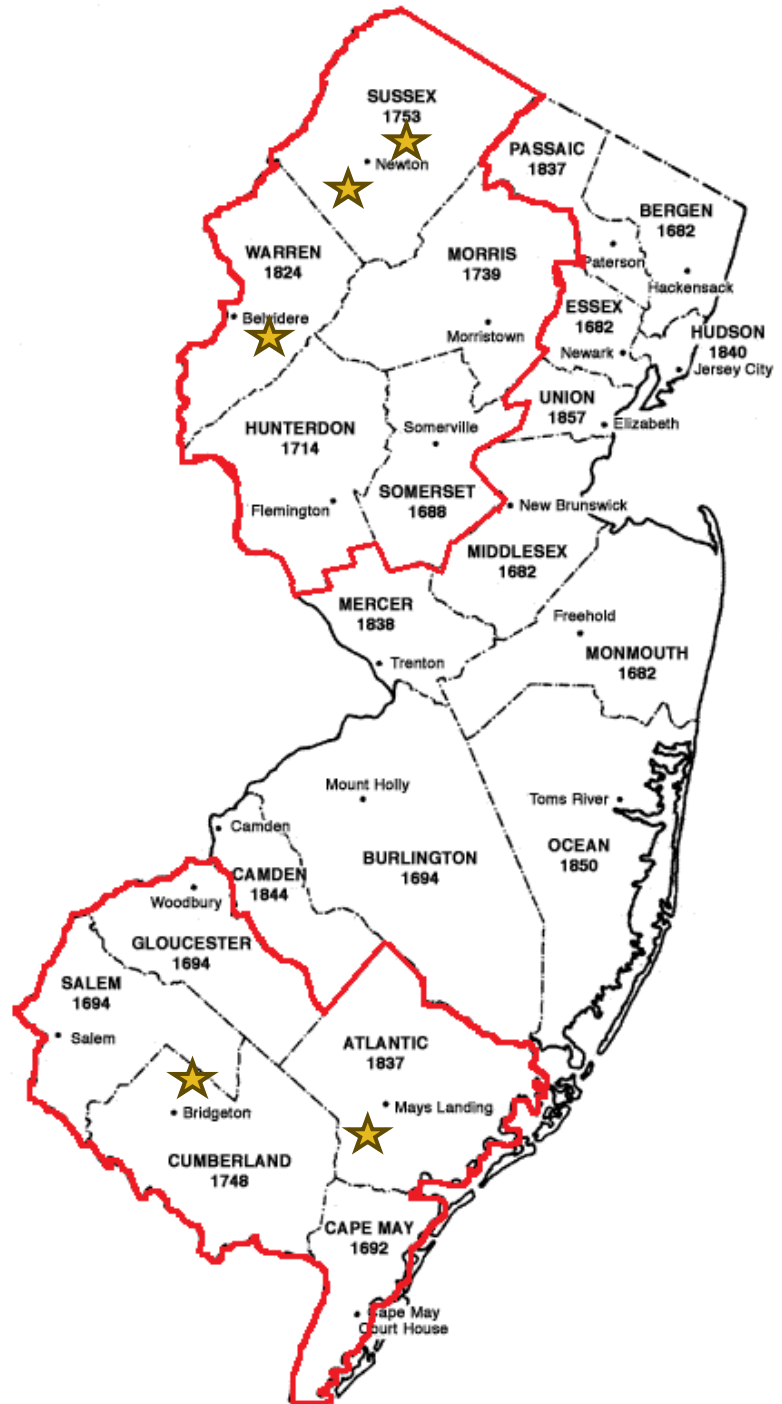 SUSSEX
1753
Newton
PASSAIC
1837
BERGEN
1682
Paterson
Hackensack
WARREN
1824
Belvidere
MORRIS
1739
Morristown
ESSEX
1682
Newark
HUDSON
1840
Jersey City
UNION
1857
Elizabeth
HUNTERDON
1714
Flemington
Somerville
SOMERSET
1688
New Brunswick
MIDDLESEX
1682
MERCER
1838
Trenton
Freehold
MONMOUTH
1682
Mount Holly
BURLINGTON
1694
Toms River
OCEAN
1850
Camden
CAMDEN
1844
Woodbury
GLOUCESTER
1694
SALEM
1694
Salem
ATLANTIC
1837
Mays Landing
Bridgeton
CUMBERLAND
1748
CAPE MAY
1692
Cape May
Court House